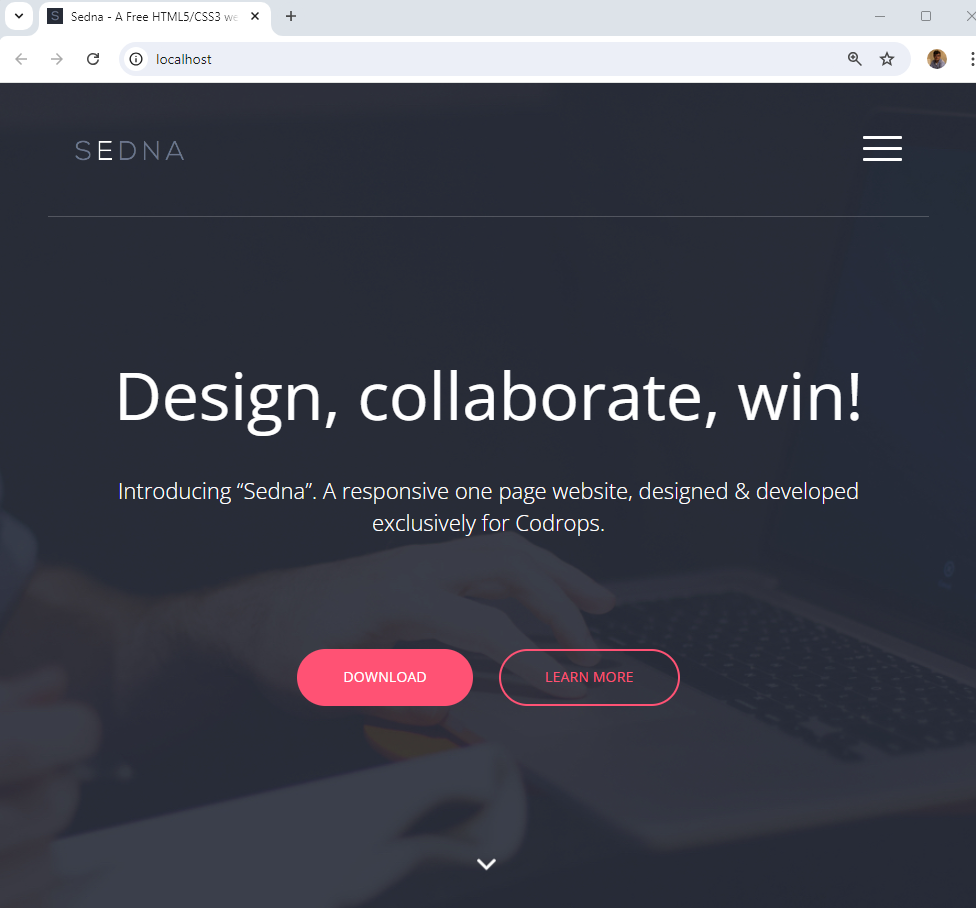 S Sedna - A Free HTML5/CSS3 we
localhost
SEDNA
Design, collaborate, win!
Introducing “Sedna”. A responsive one page website, designed & developed
exclusively for Codrops.
DOWNLOAD LEARN MORE